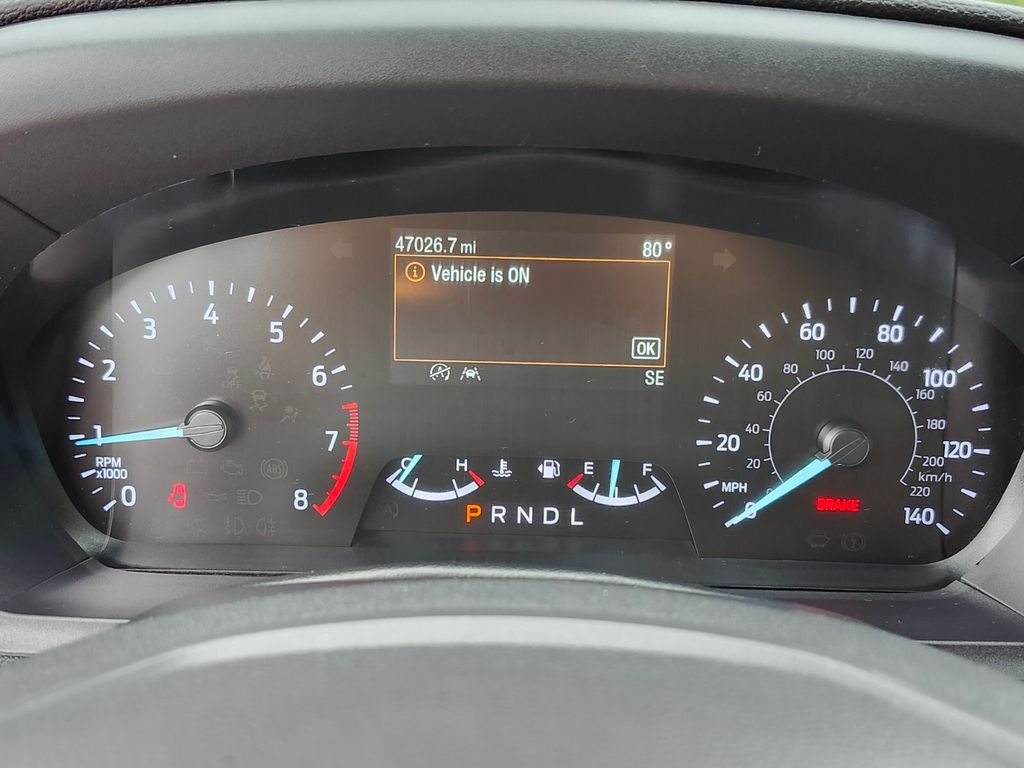 47026.7 mi 80°
Vehicle is ON
OK
SE
0 1 2 3 4 5 6 7 8
RPM
x1000
ABS
C H
E F
P R N D L
0 20 40 60 80 100 120 140
MPH
20 40 60 80 100 120 140 160 180 200 220
km/h
BRAKE